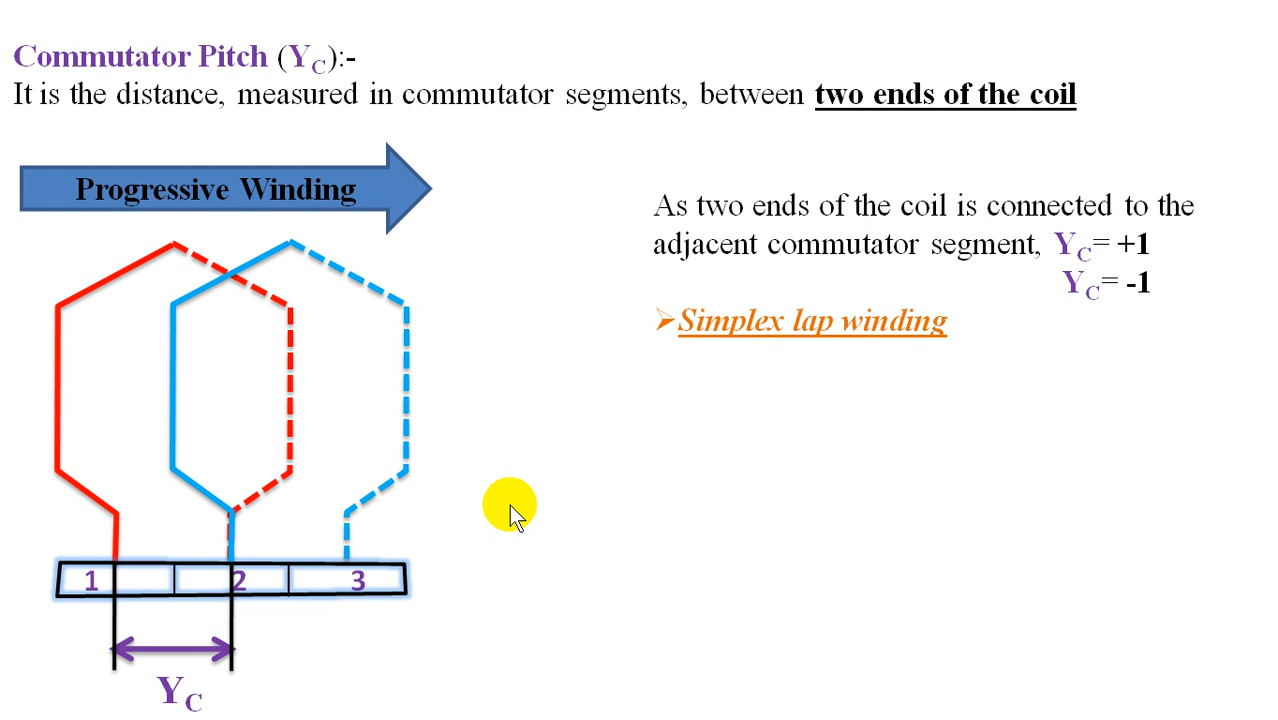 Commutator Pitch (YC):-
It is the distance, measured in commutator segments, between two ends of the coil
Progressive Winding
As two ends of the coil is connected to the
adjacent commutator segment, YC= +1
YC= -1
➢Simplex lap winding
1 2 3
YC